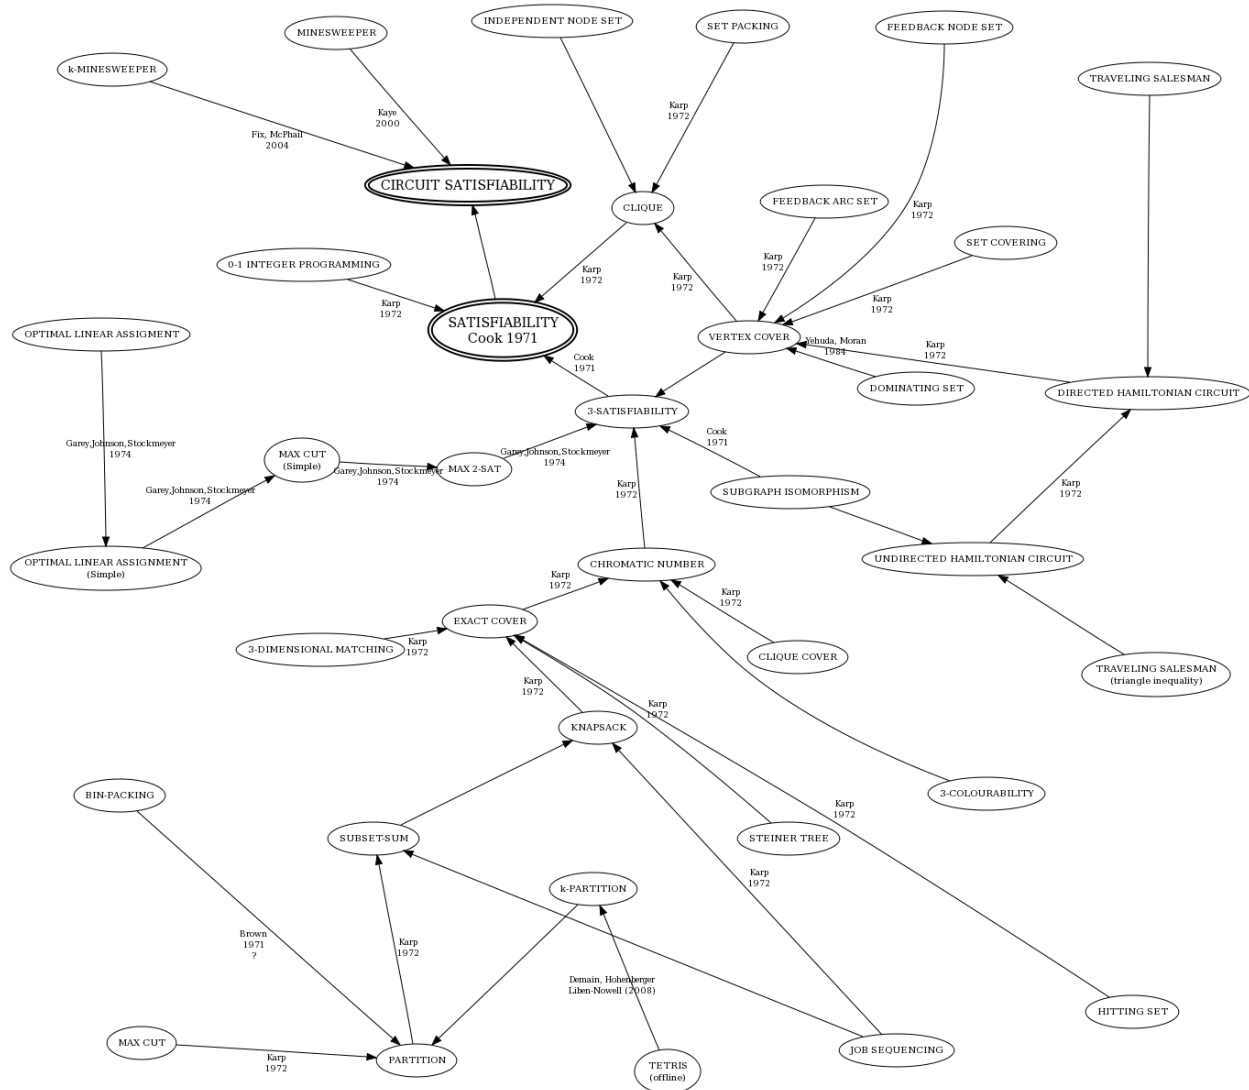 INDEPENDENT NODE SET
SET PACKING
FEEDBACK NODE SET
MINESWEEPER
k-MINESWEEPER
TRAVELING SALESMAN
Karp
1972
Kaye
2000
Fix, McPhail
2004
CIRCUIT SATISFIABILITY
CLIQUE
FEEDBACK ARC SET
Karp
1972
SET COVERING
0-1 INTEGER PROGRAMMING
Karp
1972
Karp
1972
Karp
1972
Karp
1972
Karp
1972
SATISFIABILITY
Cook 1971
OPTIMAL LINEAR ASSIGMENT
VERTEX COVER
Yehuda, Moran
1984
Karp
1972
Cook
1971
DOMINATING SET
DIRECTED HAMILTONIAN CIRCUIT
3-SATISFIABILITY
Garey,Johnson,Stockmeyer
1974
Cook
1971
MAX CUT
(Simple)
Garey,Johnson,Stockmeyer
1974
MAX 2-SAT
Garey,Johnson,Stockmeyer
1974
Garey,Johnson,Stockmeyer
1974
Karp
1972
SUBGRAPH ISOMORPHISM
Karp
1972
OPTIMAL LINEAR ASSIGNMENT
(Simple)
CHROMATIC NUMBER
UNDIRECTED HAMILTONIAN CIRCUIT
Karp
1972
Karp
1972
EXACT COVER
3-DIMENSIONAL MATCHING
Karp
1972
CLIQUE COVER
TRAVELING SALESMAN
(triangle inequality)
Karp
1972
Karp
1972
KNAPSACK
BIN-PACKING
3-COLOURABILITY
Karp
1972
SUBSET-SUM
STEINER TREE
Karp
1972
k-PARTITION
Brown
1971
?
Karp
1972
Demain, Hohenberger
Liben-Nowell (2008)
HITTING SET
MAX CUT
Karp
1972
PARTITION
TETRIS
(offline)
JOB SEQUENCING